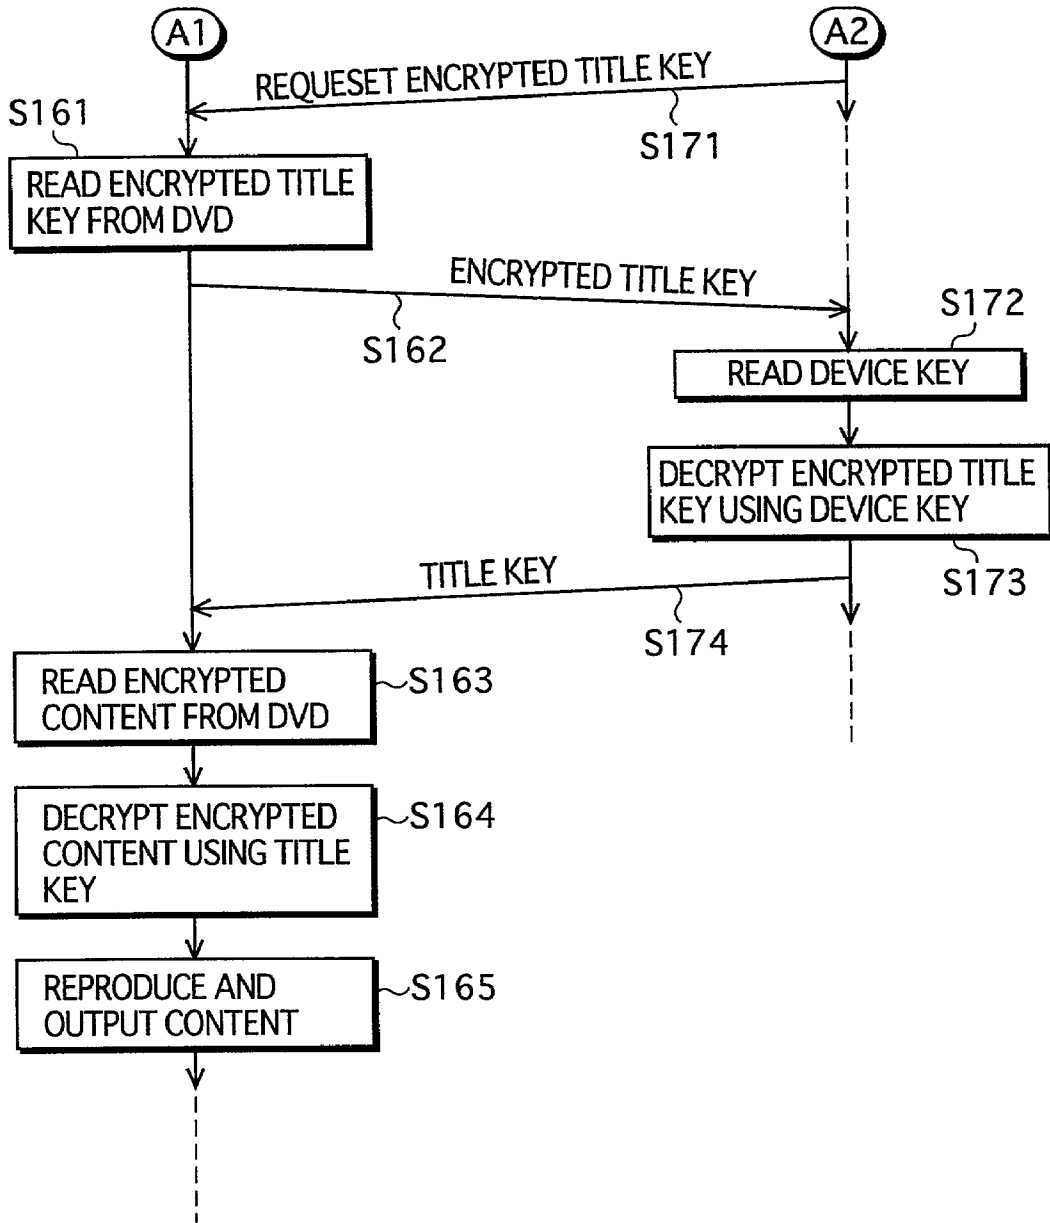 A1
A2
REQUESET ENCRYPTED TITLE KEY
S161
S171
READ ENCRYPTED TITLE
KEY FROM DVD
ENCRYPTED TITLE KEY
S162
S172
READ DEVICE KEY
DECRYPT ENCRYPTED TITLE
KEY USING DEVICE KEY
S173
TITLE KEY
S174
READ ENCRYPTED
CONTENT FROM DVD
S163
DECRYPT ENCRYPTED
CONTENT USING TITLE
KEY
S164
REPRODUCE AND
OUTPUT CONTENT
S165